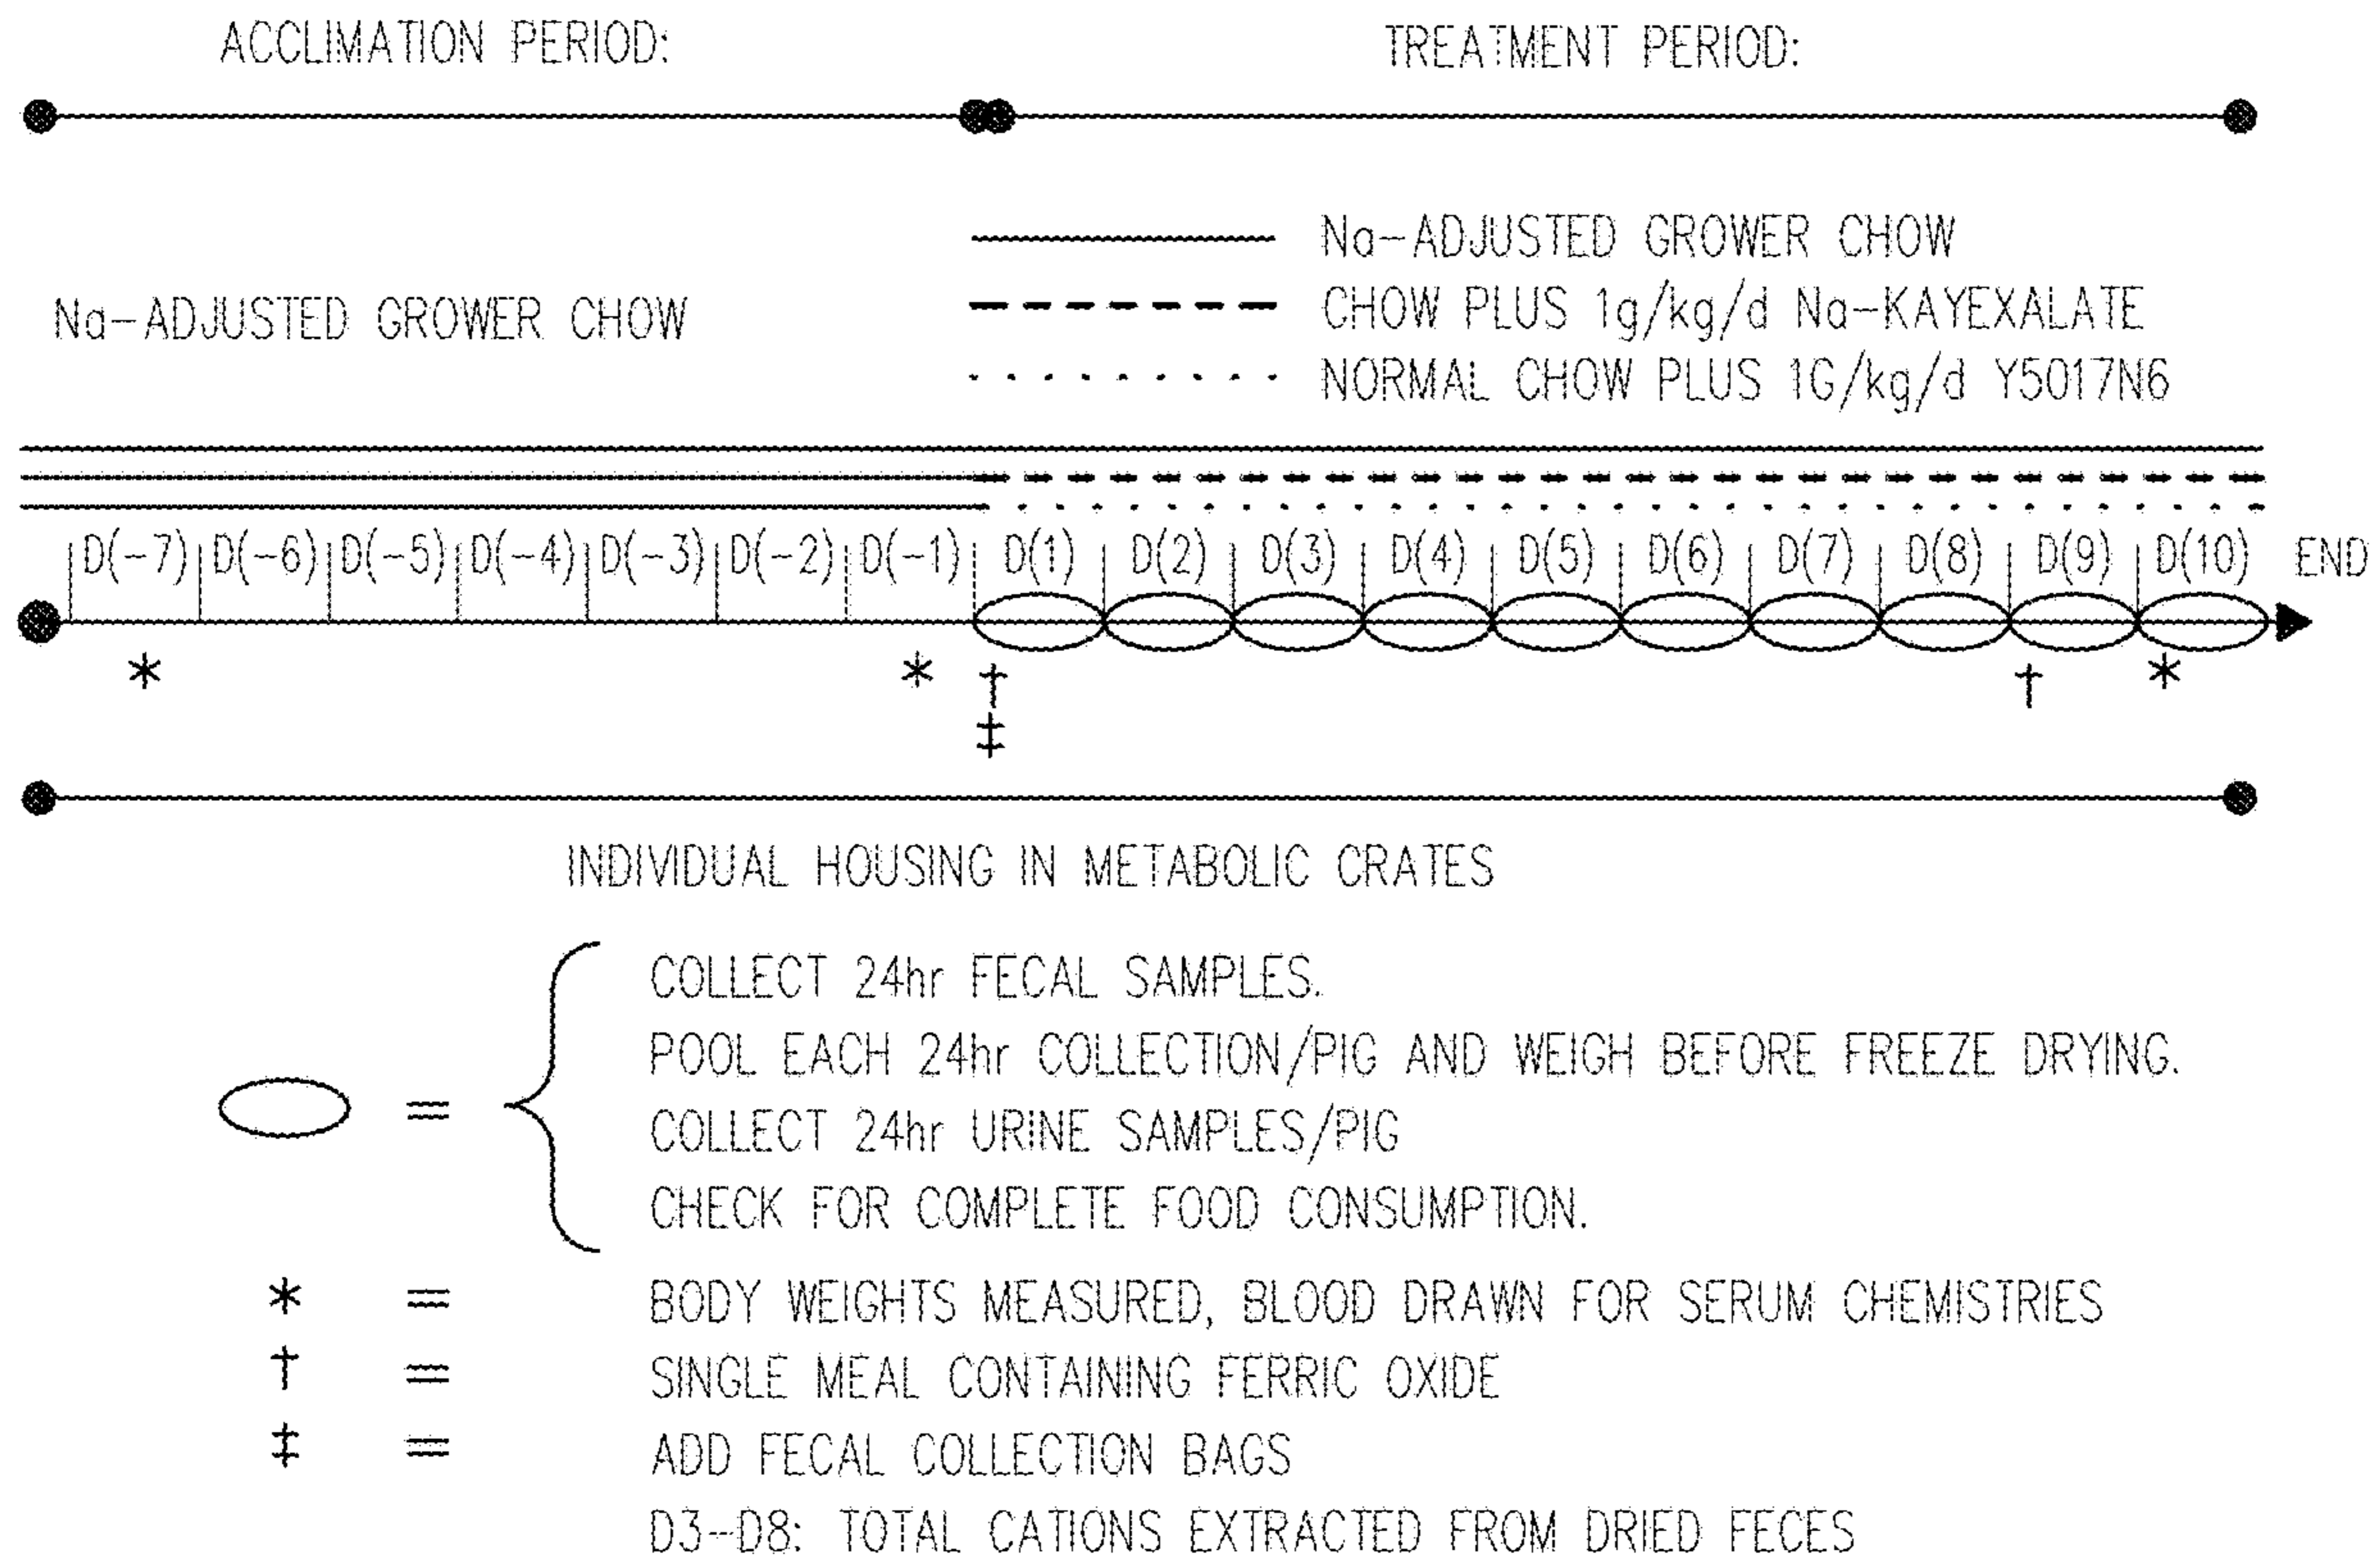 ACCLIMATION PERIOD:
TREATMENT PERIOD:
Na-ADJUSTED GROWER CHOW
Na-ADJUSTED GROWER CHOW
CHOW PLUS 1g/kg/d Na-KAYEXALATE
NORMAL CHOW PLUS 1G/kg/d Y5017N6
D(-7) D(-6) D(-5) D(-4) D(-3) D(-2) D(-1) D(1) D(2) D(3) D(4) D(5) D(6) D(7) D(8) D(9) D(10) END
* * † † *
‡
INDIVIDUAL HOUSING IN METABOLIC CRATES
COLLECT 24hr FECAL SAMPLES.
POOL EACH 24hr COLLECTION/PIG AND WEIGH BEFORE FREEZE DRYING.
= COLLECT 24hr URINE SAMPLES/PIG
CHECK FOR COMPLETE FOOD CONSUMPTION.
* = BODY WEIGHTS MEASURED, BLOOD DRAWN FOR SERUM CHEMISTRIES
† = SINGLE MEAL CONTAINING FERRIC OXIDE
‡ = ADD FECAL COLLECTION BAGS
D3-D8: TOTAL CATIONS EXTRACTED FROM DRIED FECES